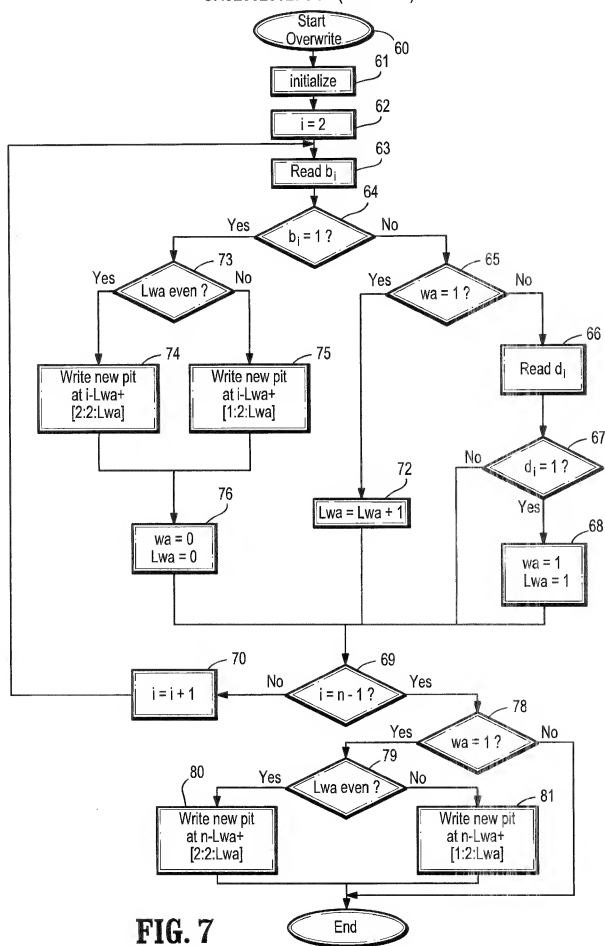 Start
Overwrite
60
61
initialize
62
i = 2
63
Read bi
64
Yes
bi = 1 ?
No
73
65
Yes
Lwa even ?
No
Yes
wa = 1 ?
No
66
74
75
Write new pit
at i-Lwa+
[2:2:Lwa]
Write new pit
at i-Lwa+
[1:2:Lwa]
Read di
67
No
di = 1 ?
72
Yes
76
Lwa = Lwa + 1
68
wa = 0
Lwa = 0
wa = 1
Lwa = 1
70
69
i = i + 1
No
i = n - 1 ?
Yes
78
Yes
wa = 1 ?
No
79
80
Yes
Lwa even ?
No
81
Write new pit
at n-Lwa+
[2:2:Lwa]
Write new pit
at n-Lwa+
[1:2:Lwa]
FIG. 7
End